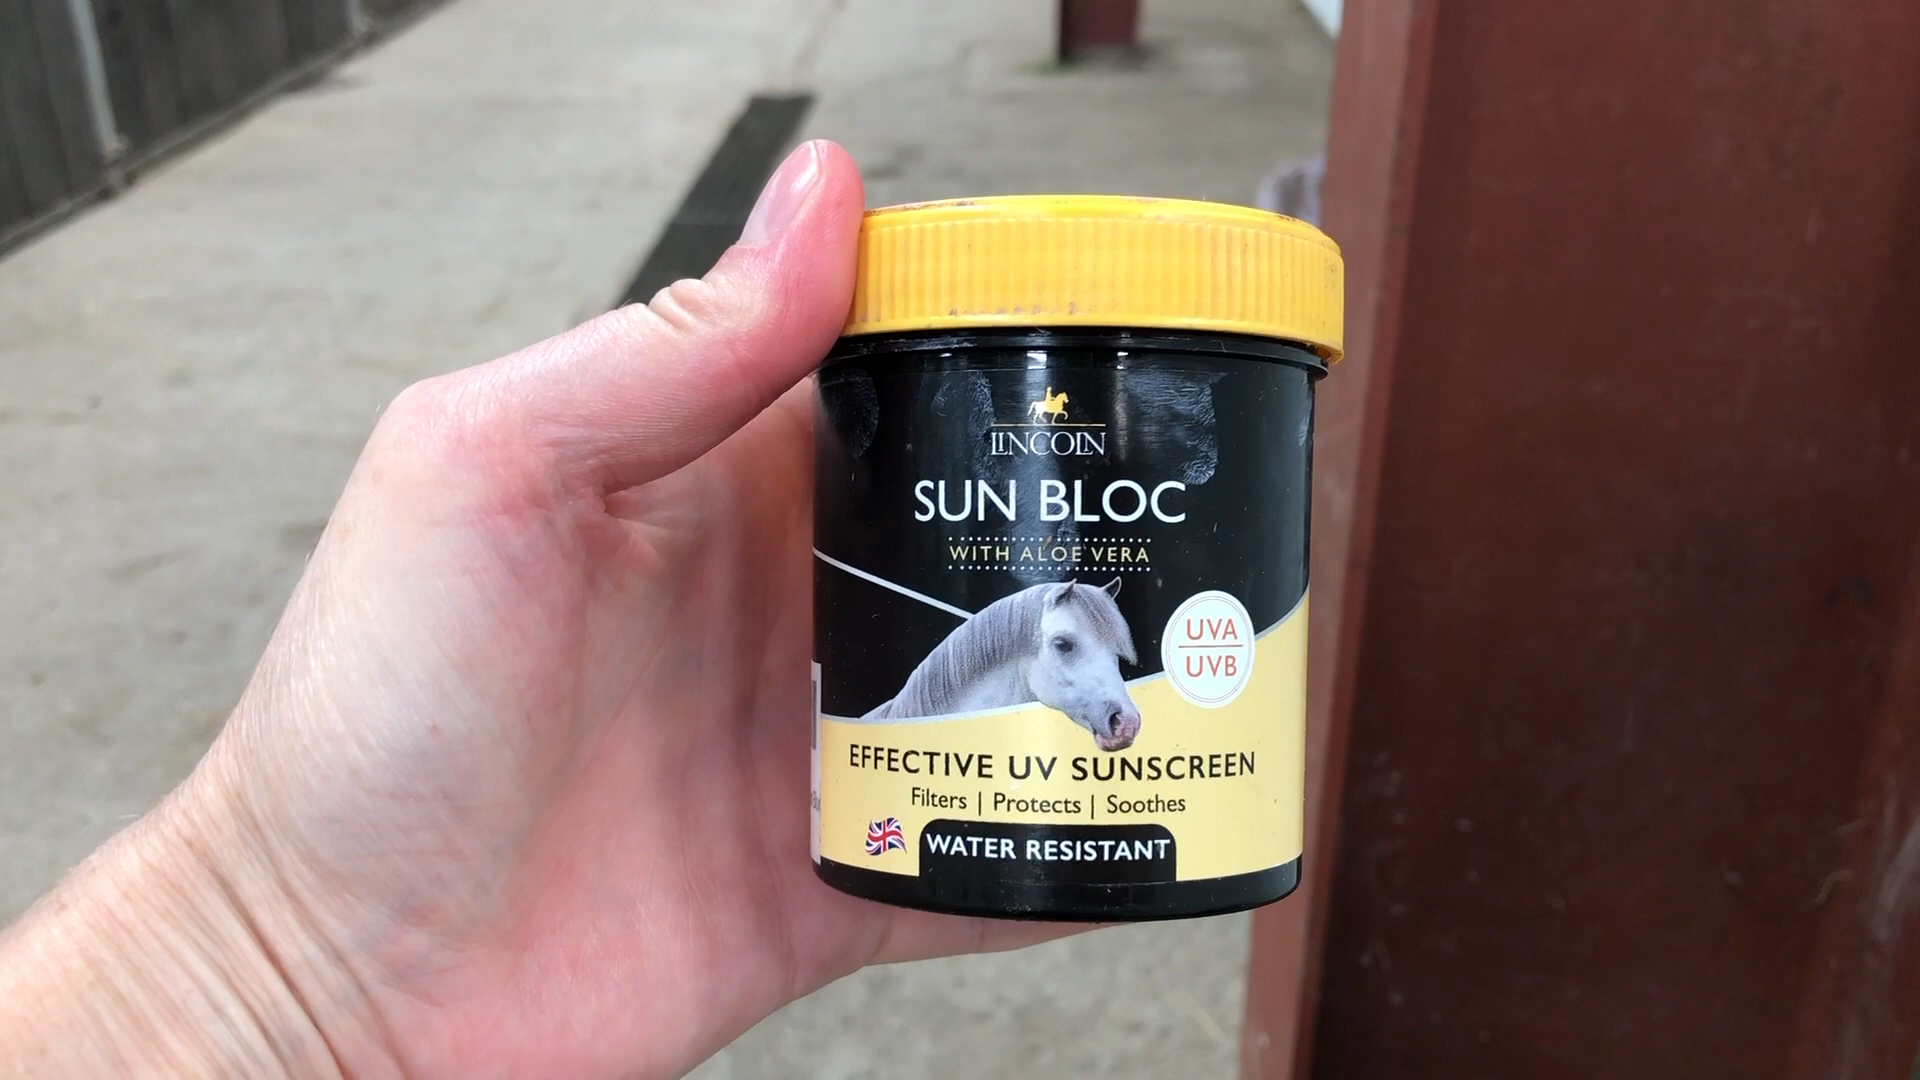 LINCOLN
SUN BLOC
WITH ALOE VERA
UVA
UVB
EFFECTIVE UV SUNSCREEN
Filters | Protects | Soothes
WATER RESISTANT